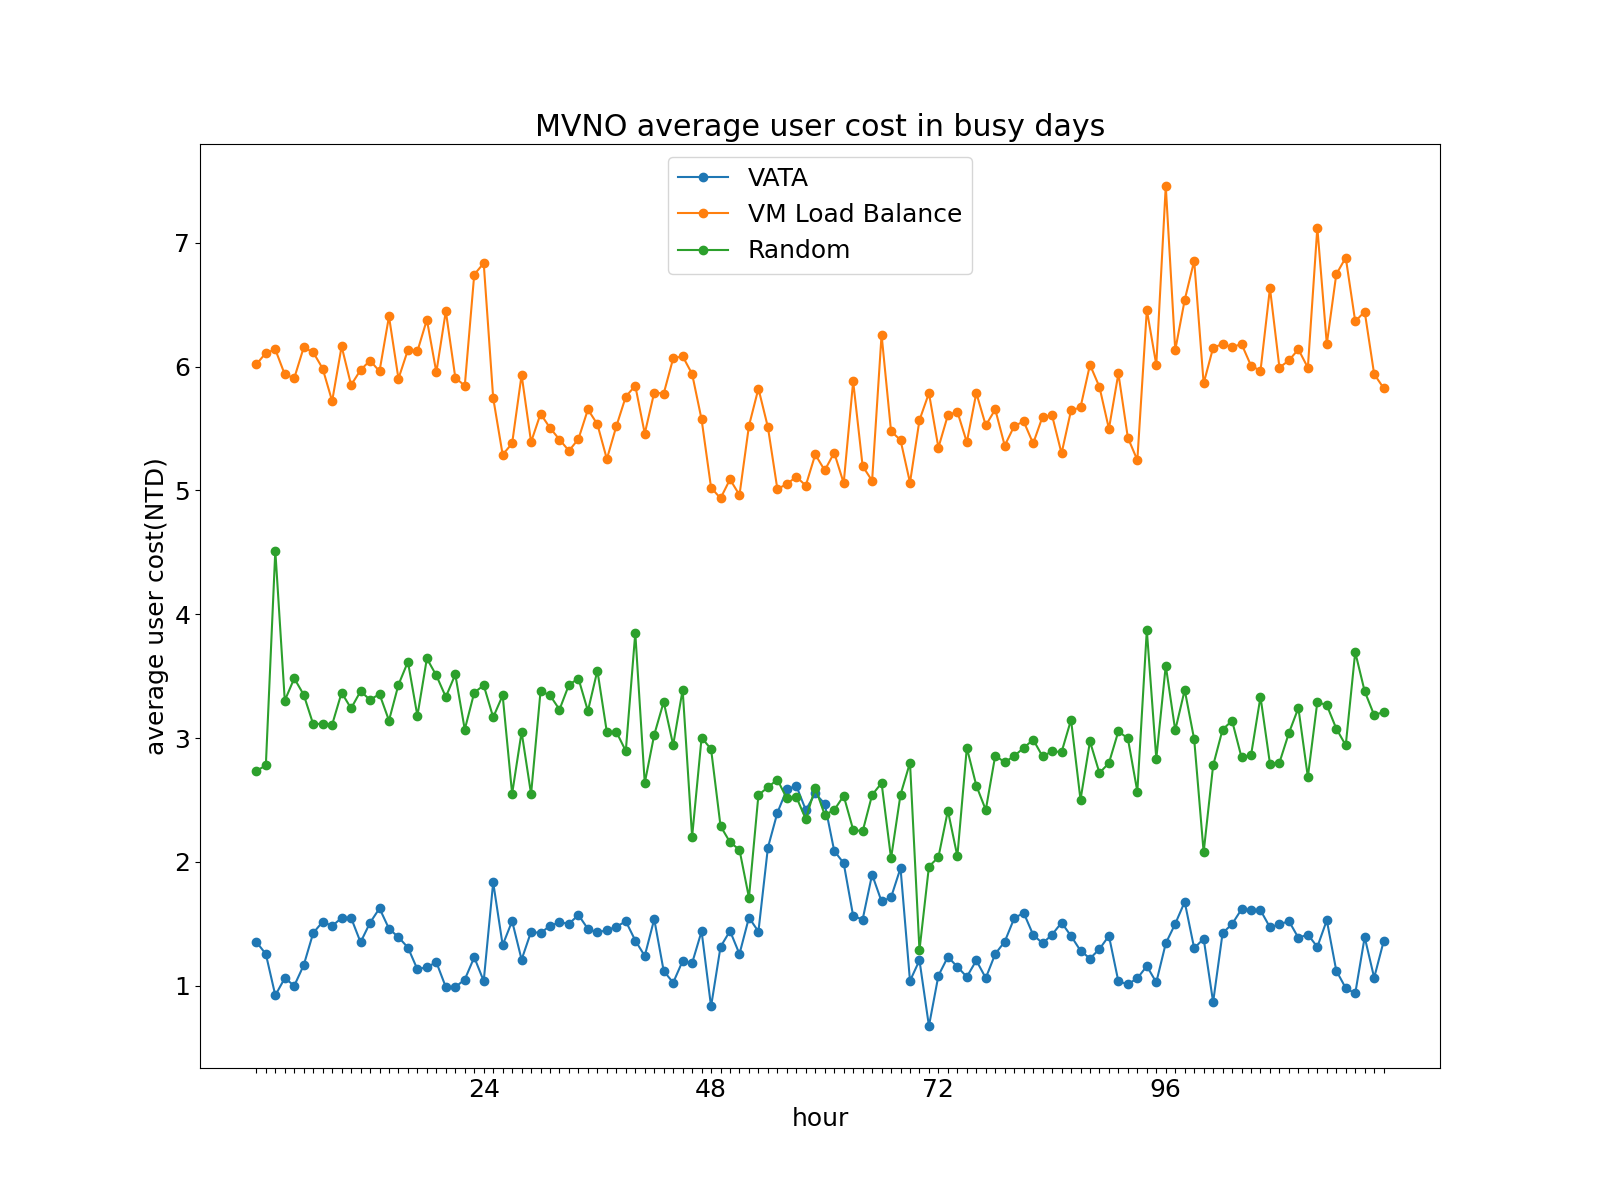 MVNO average user cost in busy days
VATA
VM Load Balance
Random
average user cost(NTD)
7
6
5
4
3
2
1
24 48 72 96
hour